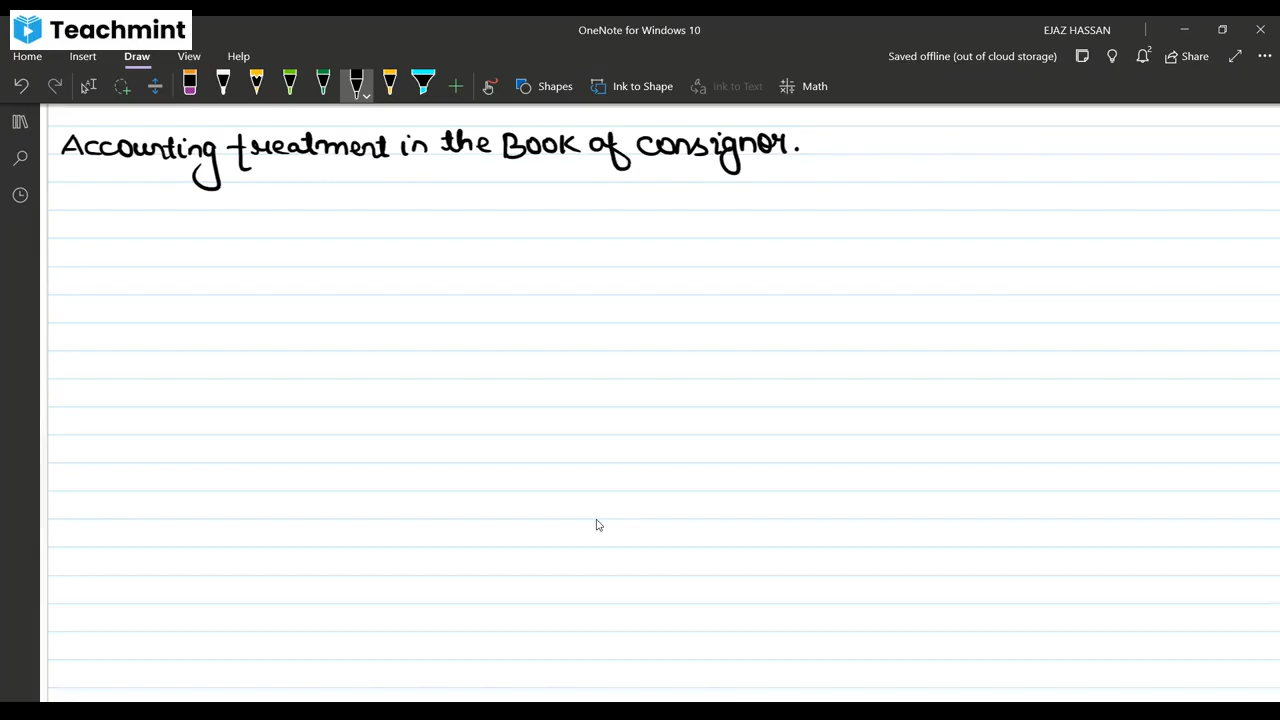 Teachmint
OneNote for Windows 10
EJAZ HASSAN
Home Insert Draw View Help
Saved offline (out of cloud storage)
2
Share
Shapes
Ink to Shape
Ink to Text
Math
Accounting treatment in the Book of consignor.